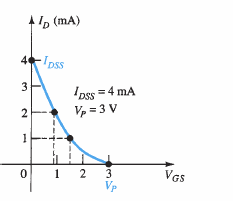 I_D (mA)
4
I_DSS
3
I_DSS = 4 mA
V_P = 3 V
2
1
0 1 2 3 V_GS
V_P